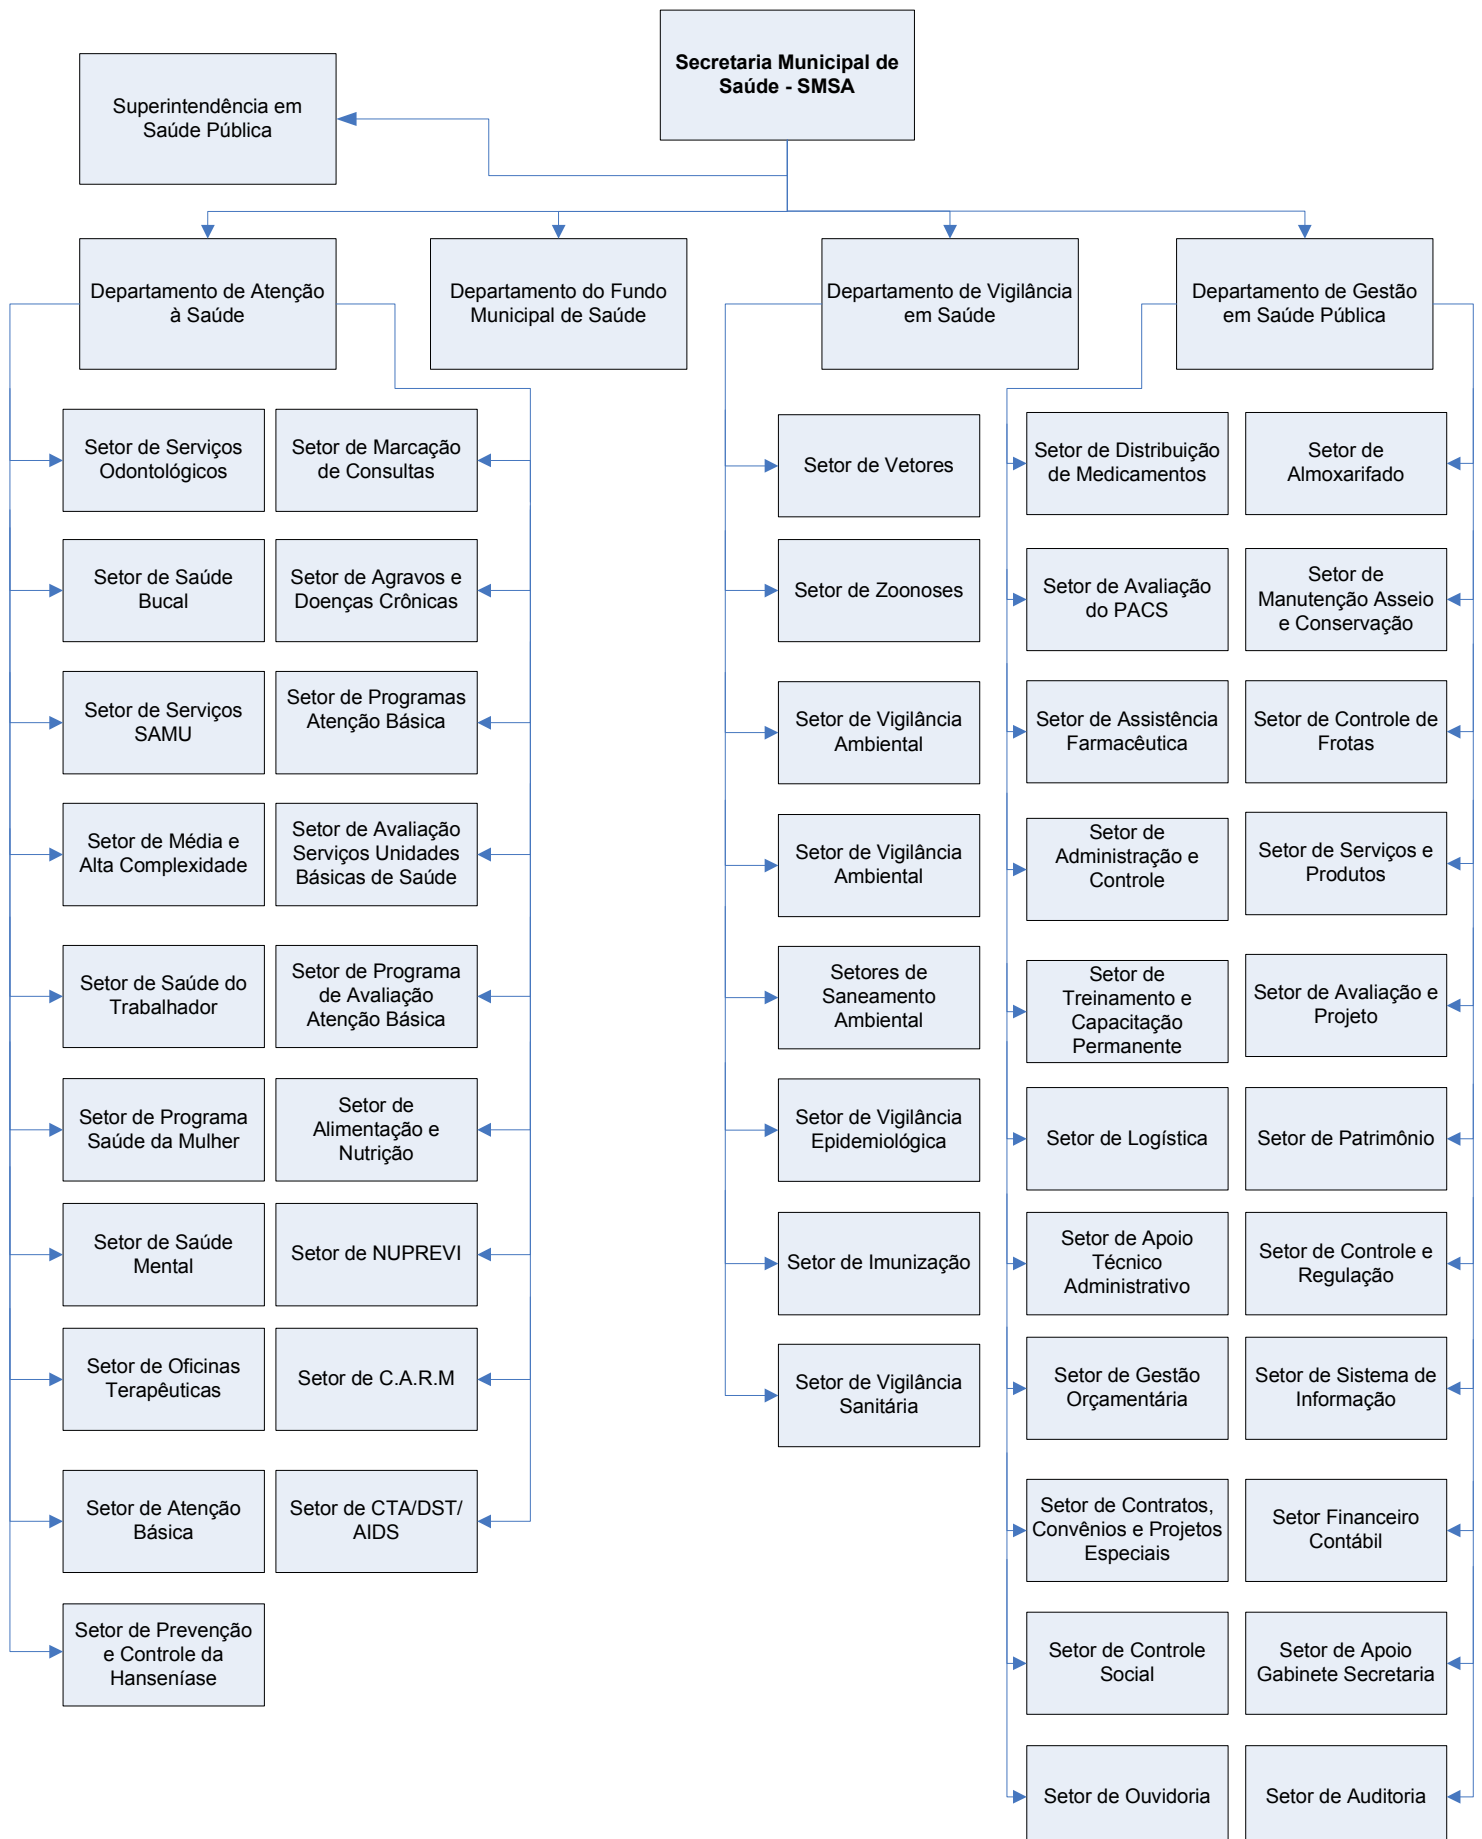 Secretaria Municipal de
Saúde - SMSA
Superintendência em
Saúde Pública
Departamento de Atenção
à Saúde
Departamento do Fundo
Municipal de Saúde
Departamento de Vigilância
em Saúde
Departamento de Gestão
em Saúde Pública
Setor de Serviços
Odontológicos
Setor de Marcação
de Consultas
Setor de Vetores
Setor de Distribuição
de Medicamentos
Setor de
Almoxarifado
Setor de Saúde
Bucal
Setor de Agravos e
Doenças Crônicas
Setor de Zoonoses
Setor de Avaliação
do PACS
Setor de
Manutenção Asseio
e Conservação
Setor de Serviços
SAMU
Setor de Programas
Atenção Básica
Setor de Vigilância
Ambiental
Setor de Assistência
Farmacêutica
Setor de Controle de
Frotas
Setor de Média e
Alta Complexidade
Setor de Avaliação
Serviços Unidades
Básicas de Saúde
Setor de Vigilância
Ambiental
Setor de
Administração e
Controle
Setor de Serviços e
Produtos
Setor de Saúde do
Trabalhador
Setor de Programa
de Avaliação
Atenção Básica
Setores de
Saneamento
Ambiental
Setor de
Treinamento e
Capacitação
Permanente
Setor de Avaliação e
Projeto
Setor de Programa
Saúde da Mulher
Setor de
Alimentação e
Nutrição
Setor de Vigilância
Epidemiológica
Setor de Logística
Setor de Patrimônio
Setor de Saúde
Mental
Setor de NUPREVI
Setor de Imunização
Setor de Apoio
Técnico
Administrativo
Setor de Controle e
Regulação
Setor de Oficinas
Terapêuticas
Setor de C.A.R.M
Setor de Vigilância
Sanitária
Setor de Gestão
Orçamentária
Setor de Sistema de
Informação
Setor de Atenção
Básica
Setor de CTA/DST/
AIDS
Setor de Contratos,
Convênios e Projetos
Especiais
Setor Financeiro
Contábil
Setor de Prevenção
e Controle da
Hanseníase
Setor de Controle
Social
Setor de Apoio
Gabinete Secretaria
Setor de Ouvidoria
Setor de Auditoria